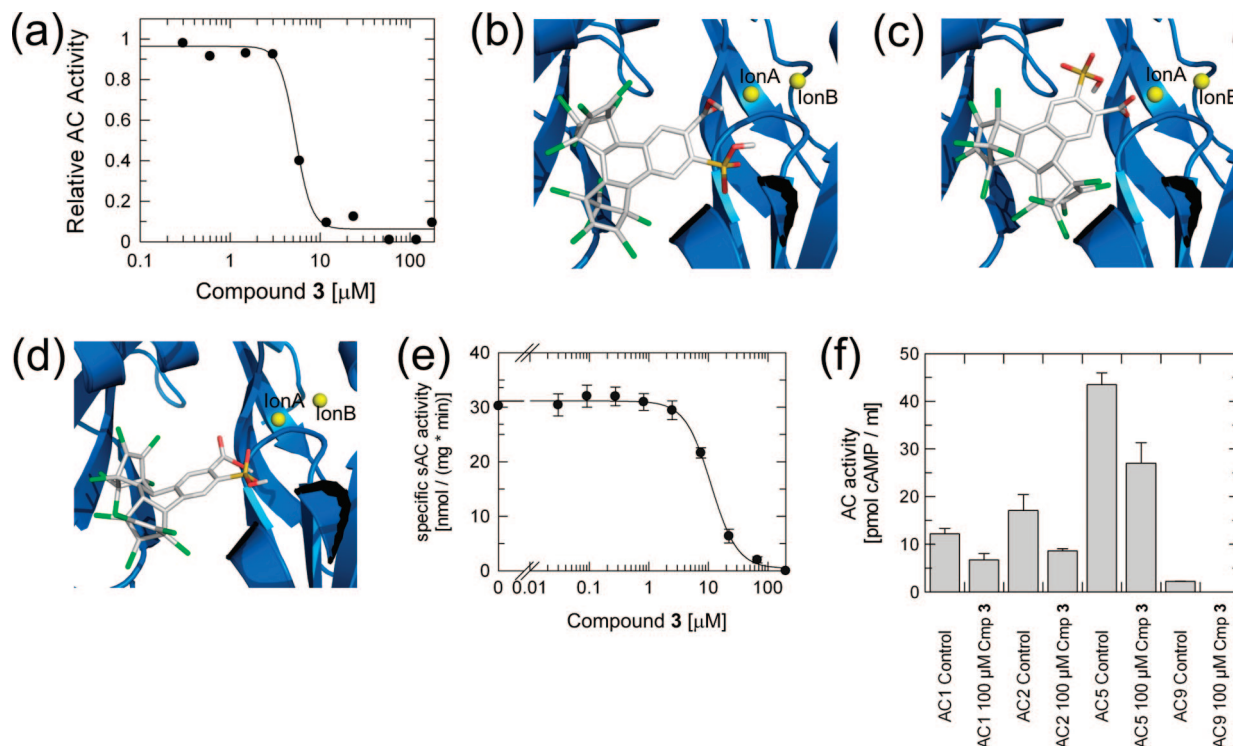 (a)
Relative AC Activity
1
0.8
0.6
0.4
0.2
0
0.1
1
10
100
Compound 3 [μM]
(b)
IonA
IonB
(c)
IonA
IonB
(d)
IonA
IonB
(e)
specific sAC activity
[nmol / (mg * min)]
40
30
20
10
0
0
0.01
0.1
1
10
100
Compound 3 [μM]
(f)
AC activity
[pmol cAMP / ml]
50
40
30
20
10
0
AC1 Control
AC1 100 μM Cmp 3
AC2 Control
AC2 100 μM Cmp 3
AC5 Control
AC5 100 μM Cmp 3
AC9 Control
AC9 100 μM Cmp 3